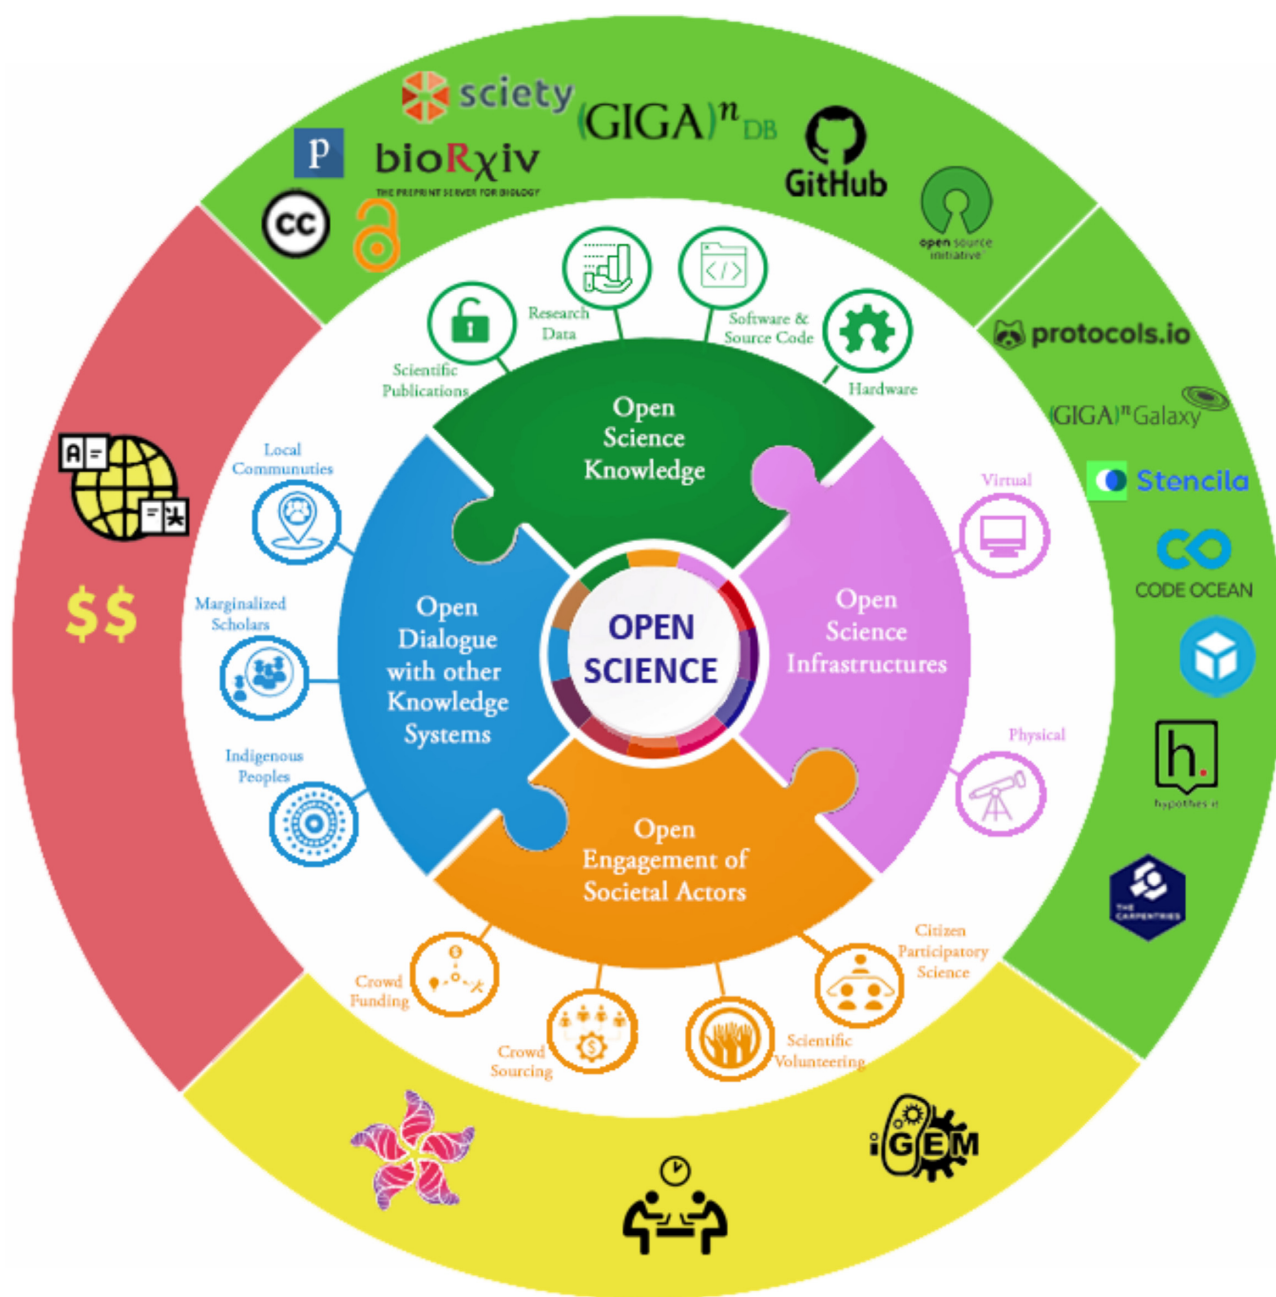 sciety
(GIGA)n DB
P
bioRχiv
THE PREPRINT SERVER FOR BIOLOGY
GitHub
cc
open source
initiative
protocols.io
(GIGA)n Galaxy
Stencila
CODE OCEAN
h.
hypothes is
THE
CARPENTRIES
iGEM
A
$$
Scientific
Publications
Research
Data
</>
Software &
Source Code
Hardware
Open
Science
Knowledge
Virtual
Physical
Open
Science
Infrastructures
OPEN
SCIENCE
Local
Communuties
Marginalized
Scholars
Indigenous
Peoples
Open
Dialogue
with other
Knowledge
Systems
Open
Engagement of
Societal Actors
Crowd
Funding
$
Crowd
Sourcing
$
Scientific
Volunteering
Citizen
Participatory
Science